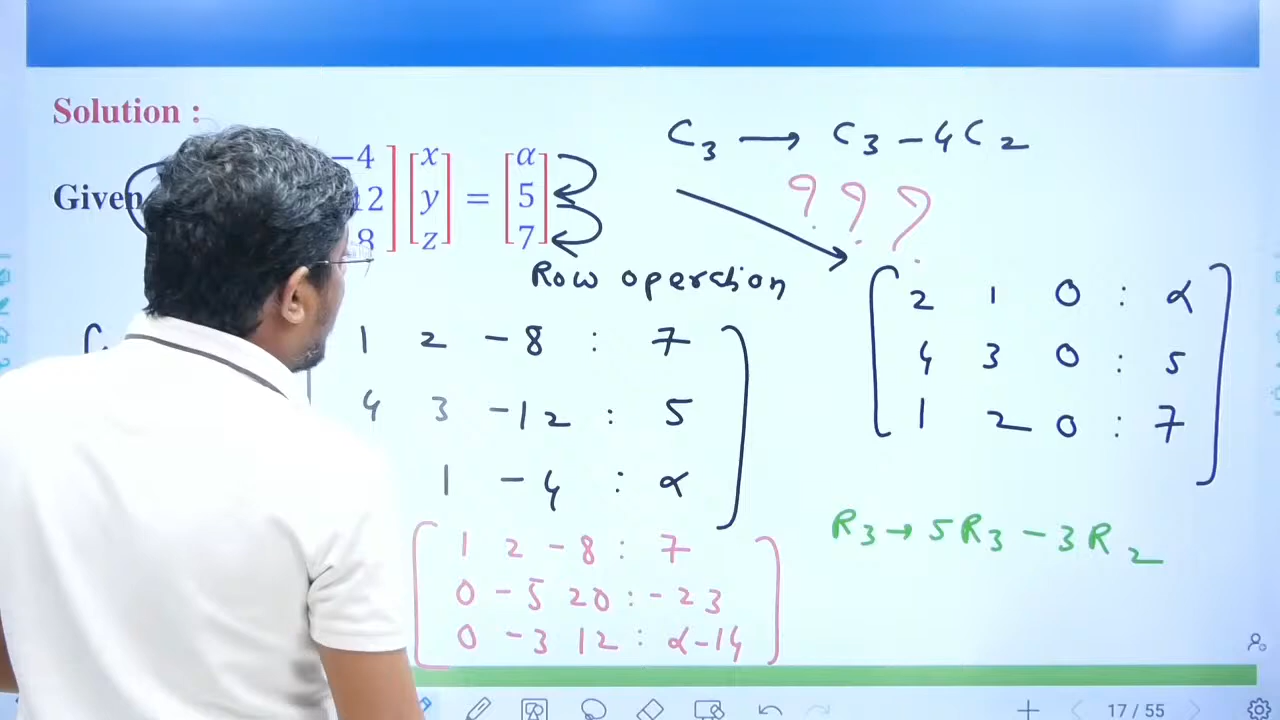 Solution :
C₃ → C₃ – 4C₂
Given
–4 ] [x] = [α]
12 ] [y] = [5]
8 ] [z] = [7]
? ? ?
Row operation
2 1 0 : α
4 3 0 : 5
1 2 0 : 7
1 2 –8 : 7
4 3 –12 : 5
1 –4 : α
R₃ → 5R₃ – 3R₂
1 2 –8 : 7
0 –5 20 : –23
0 –3 12 : α–14
17 / 55